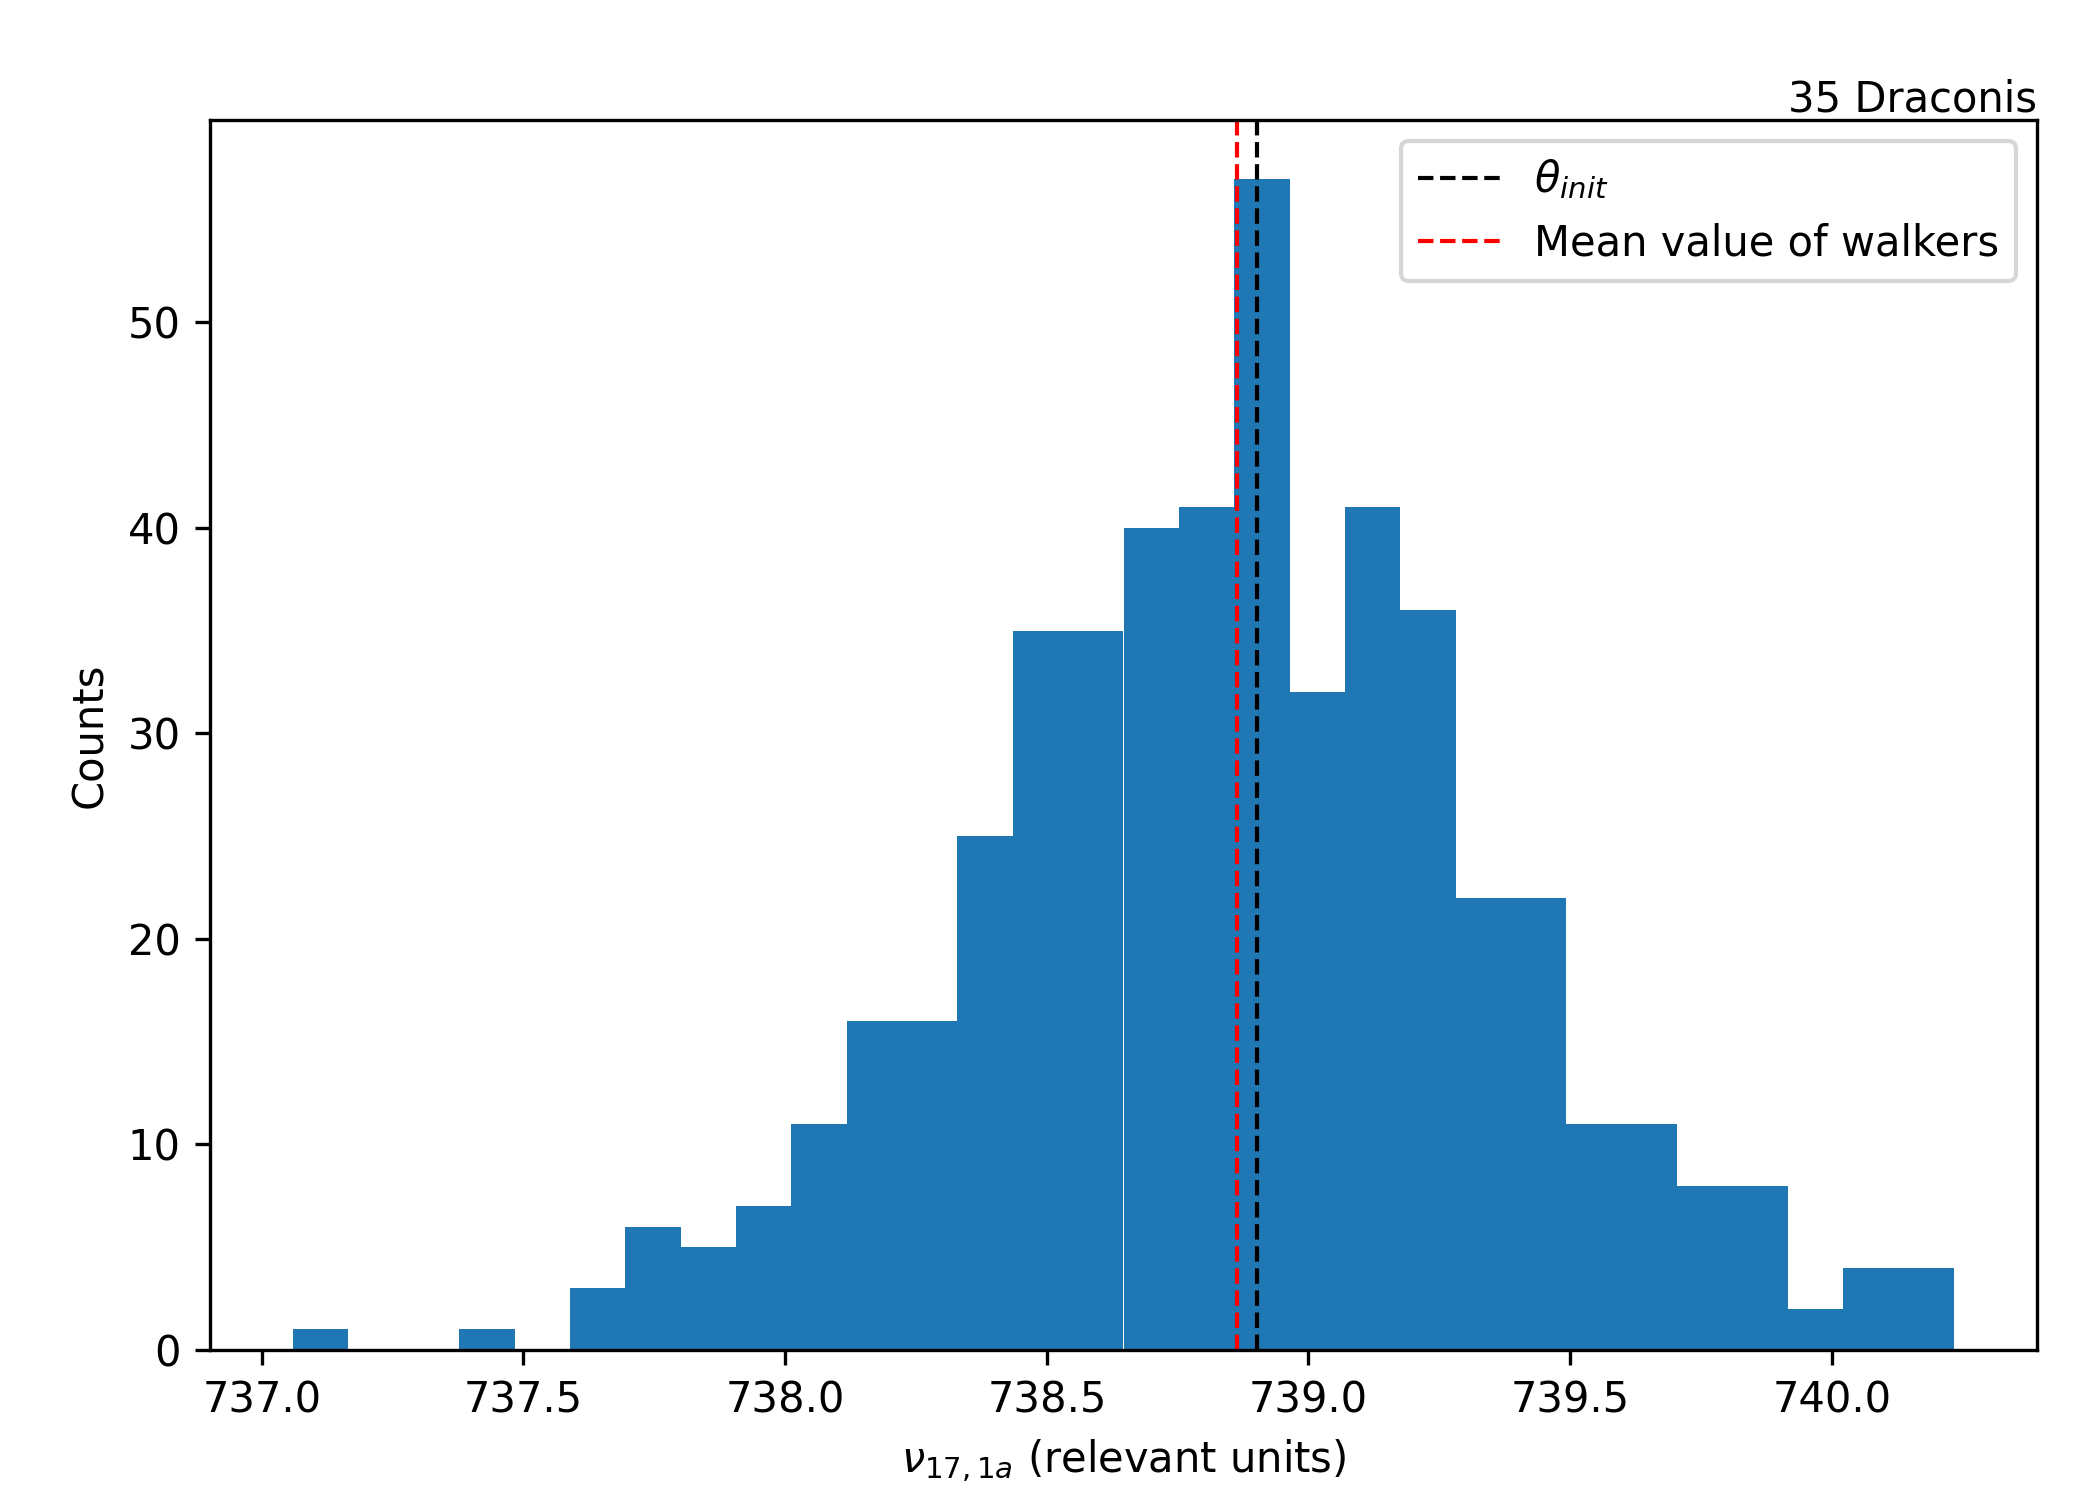 35 Draconis
θinit
Mean value of walkers
Counts
50
40
30
20
10
0
737.0 737.5 738.0 738.5 739.0 739.5 740.0
ν17, 1a (relevant units)